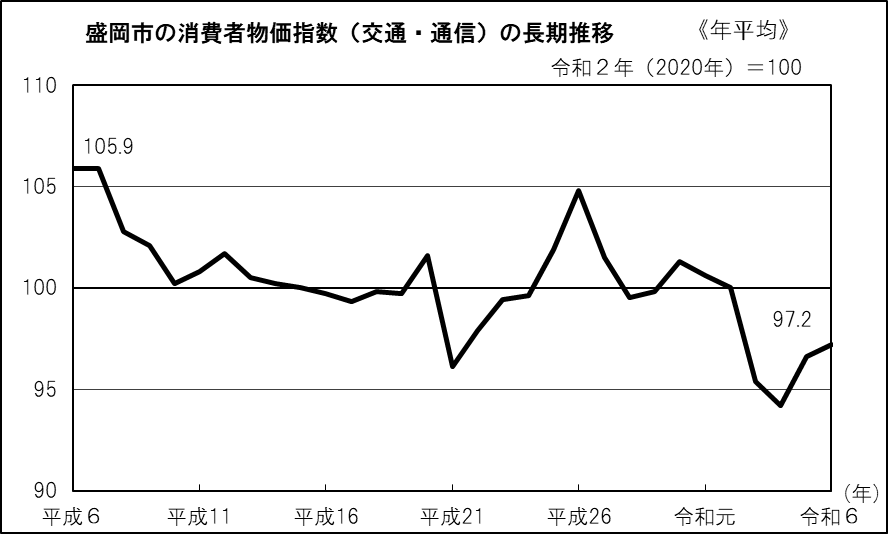 盛岡市の消費者物価指数（交通・通信）の長期推移　《年平均》
令和２年（2020年）＝100
110
105.9
105
100
97.2
95
90
（年）
平成６ 平成11 平成16 平成21 平成26 令和元 令和６